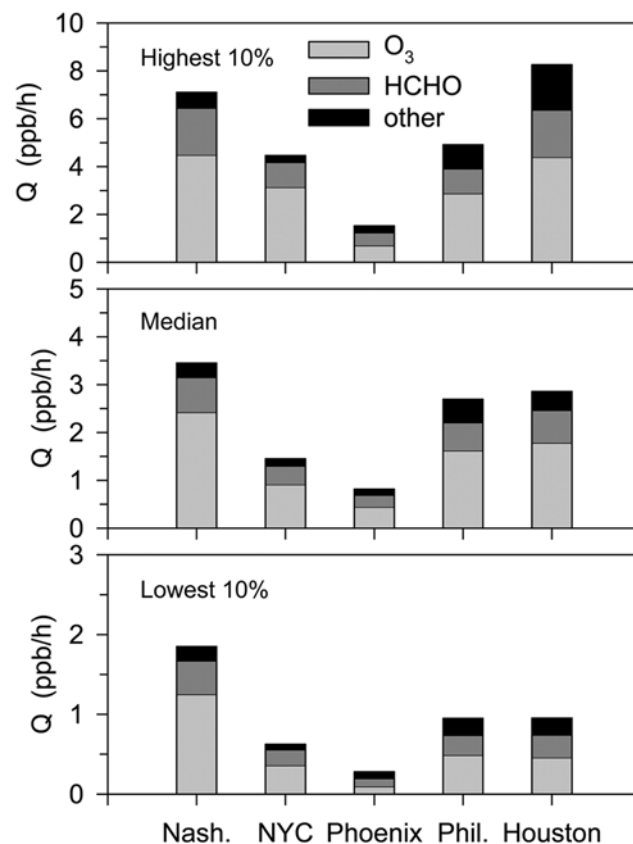 10
8
6
4
2
0
Q (ppb/h)
Highest 10%
O₃
HCHO
other
5
4
3
2
1
0
Q (ppb/h)
Median
3
2
1
0
Q (ppb/h)
Lowest 10%
Nash. NYC Phoenix Phil. Houston